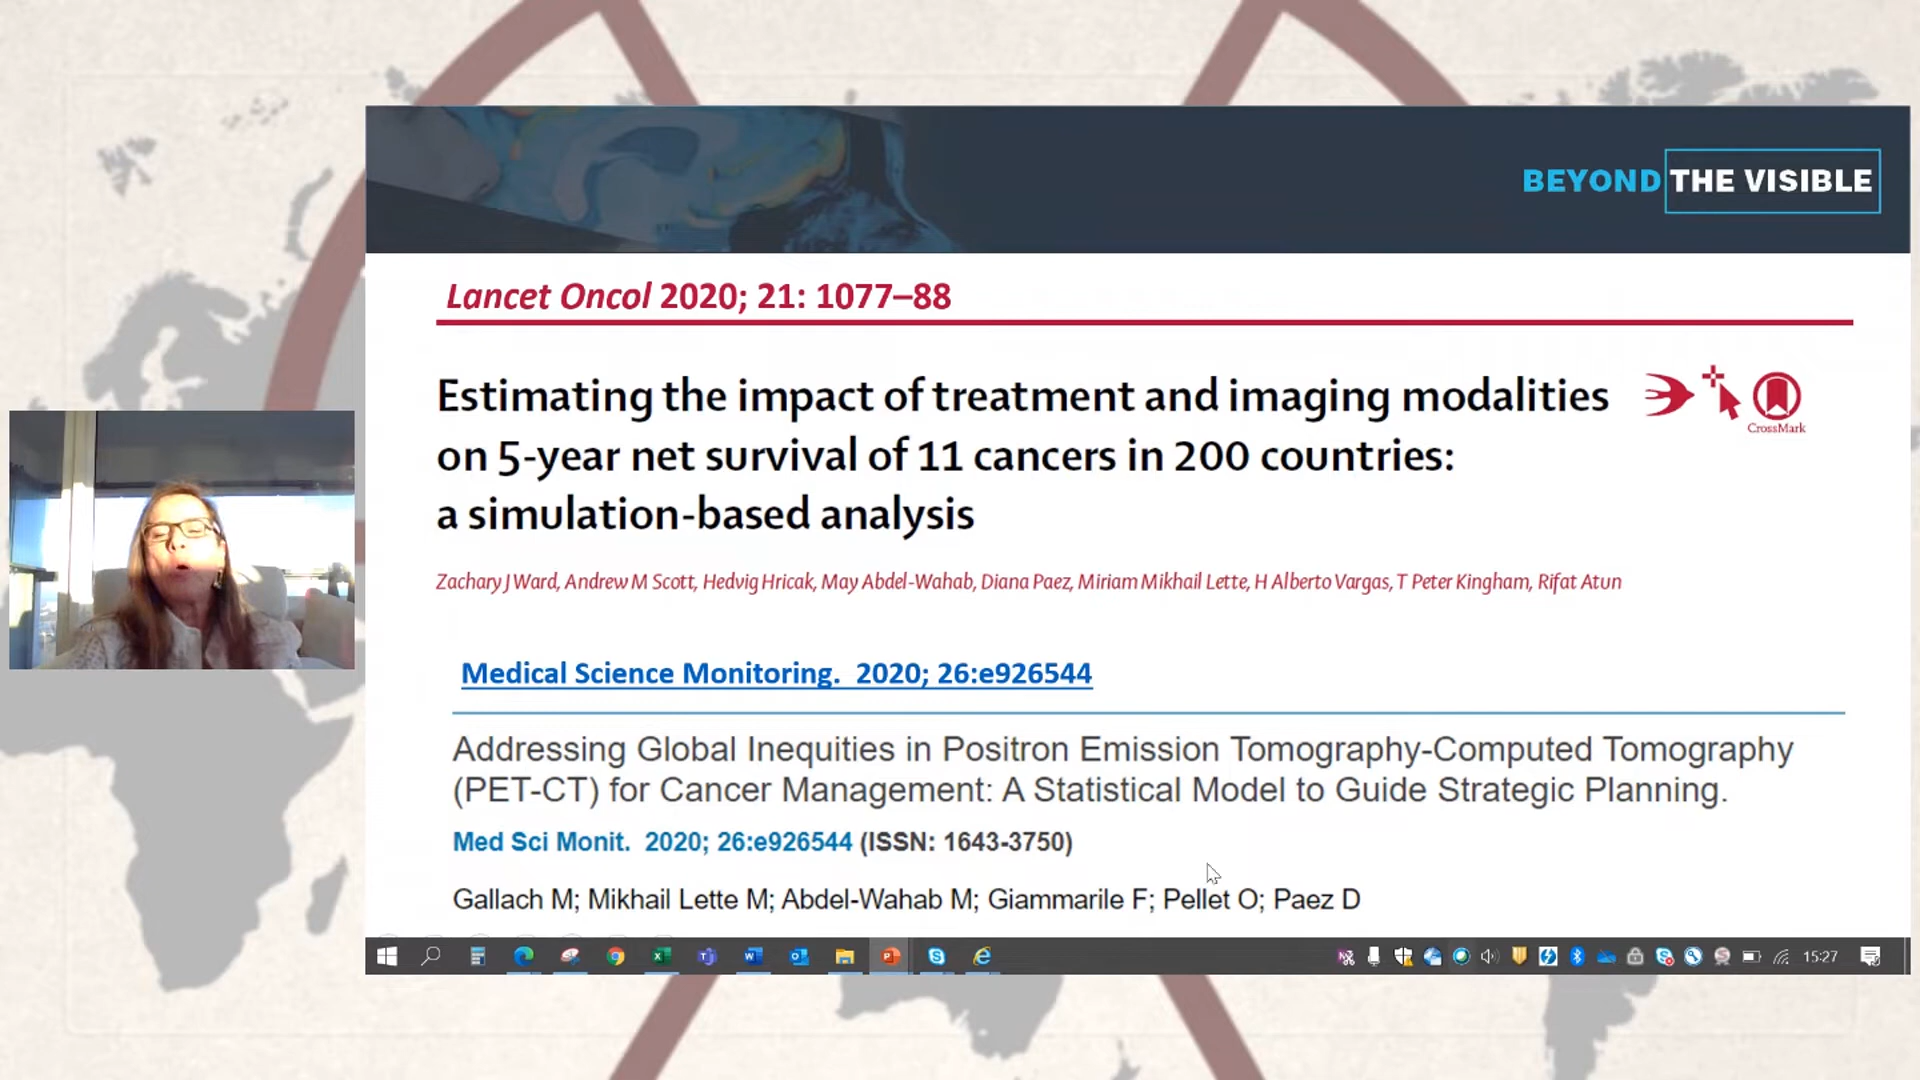 BEYOND THE VISIBLE
Lancet Oncol 2020; 21: 1077–88
Estimating the impact of treatment and imaging modalities
on 5-year net survival of 11 cancers in 200 countries:
a simulation-based analysis
CrossMark
Zachary J Ward, Andrew M Scott, Hedvig Hricak, May Abdel-Wahab, Diana Paez, Miriam Mikhail Lette, H Alberto Vargas, T Peter Kingham, Rifat Atun
Medical Science Monitoring.  2020; 26:e926544
Addressing Global Inequities in Positron Emission Tomography-Computed Tomography
(PET-CT) for Cancer Management: A Statistical Model to Guide Strategic Planning.
Med Sci Monit.  2020; 26:e926544 (ISSN: 1643-3750)
Gallach M; Mikhail Lette M; Abdel-Wahab M; Giammarile F; Pellet O; Paez D
15:27